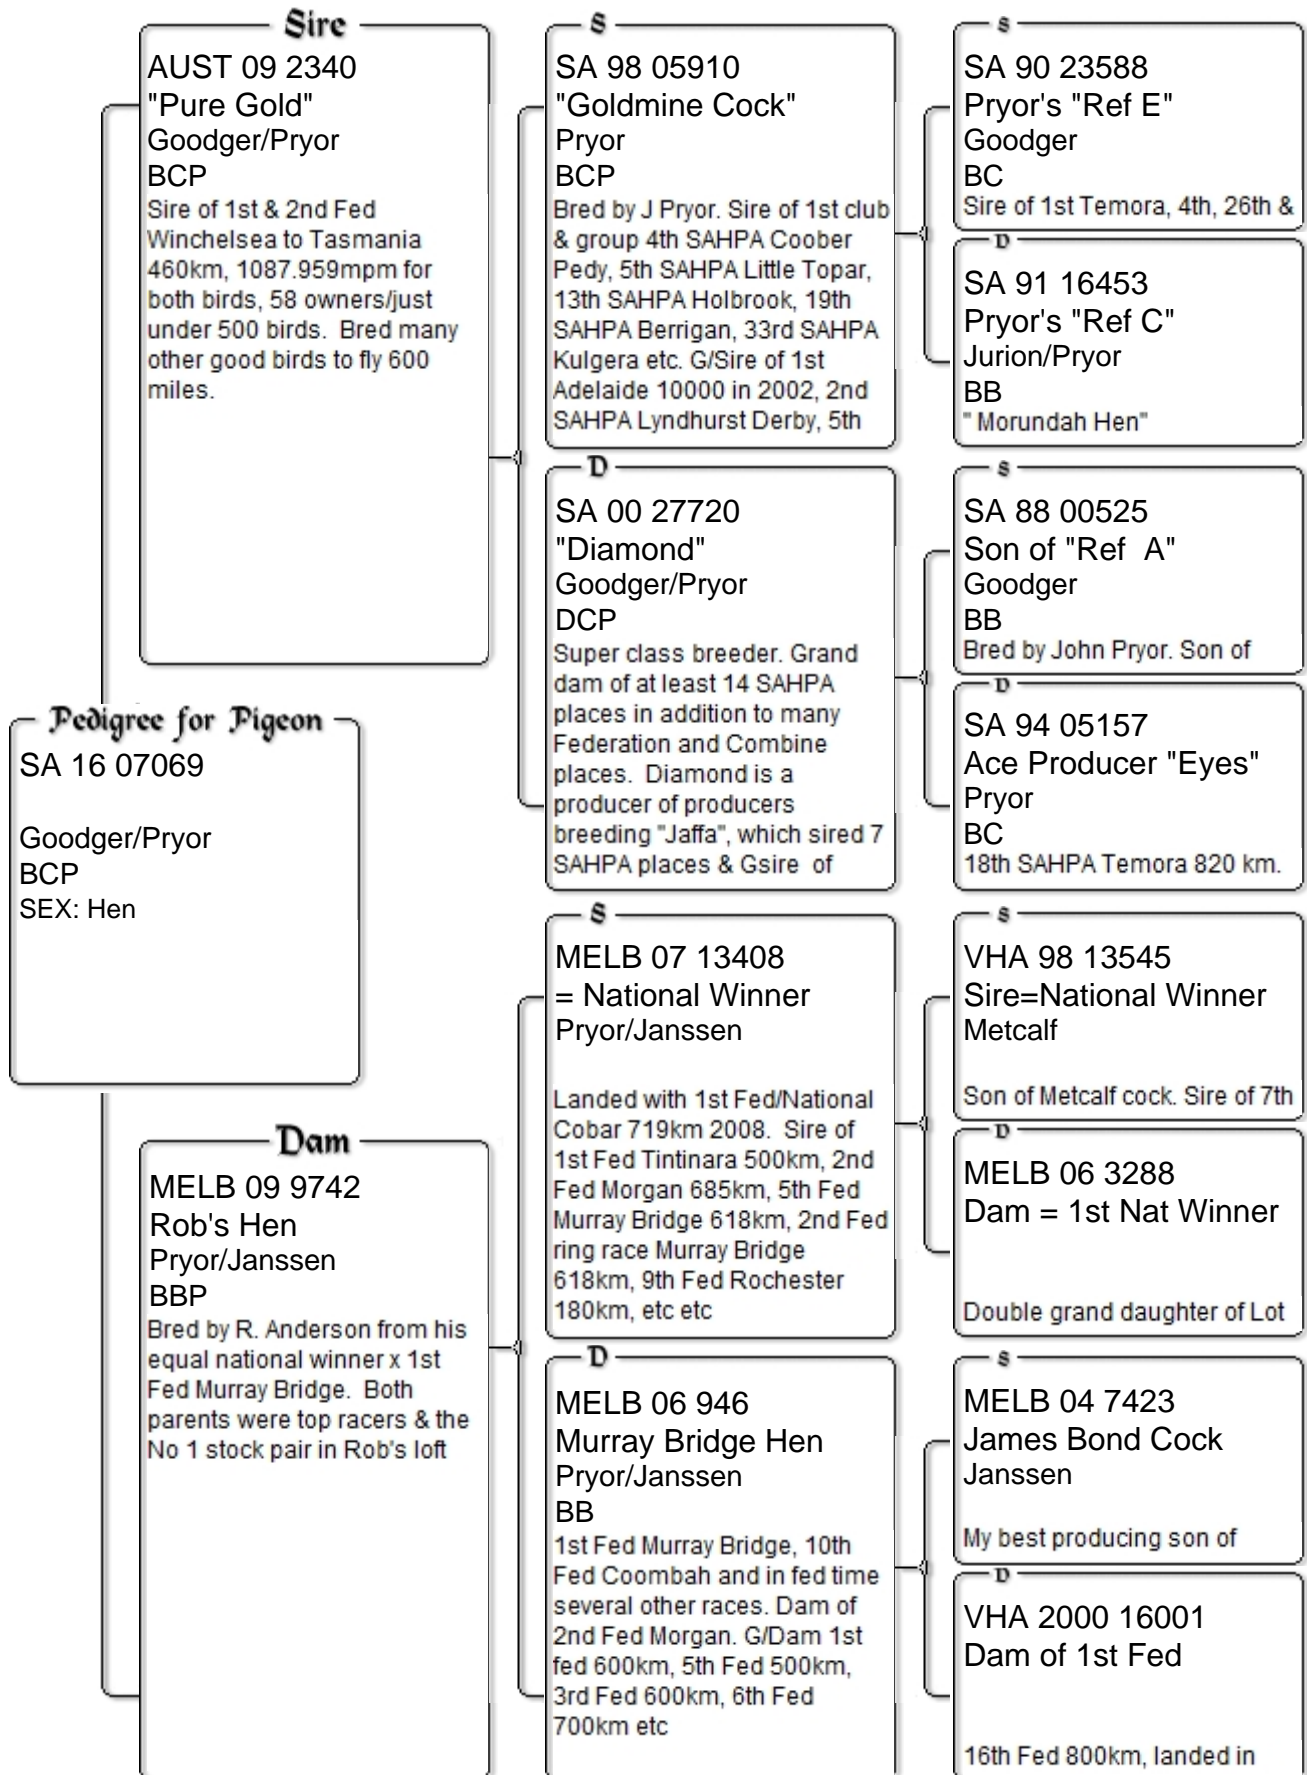 Sire
AUST 09 2340
"Pure Gold"
Goodger/Pryor
BCP
Sire of 1st & 2nd Fed
Winchelsea to Tasmania
460km, 1087.959mpm for
both birds, 58 owners/just
under 500 birds.  Bred many
other good birds to fly 600
miles.
Pedigree for Pigeon
SA 16 07069
Goodger/Pryor
BCP
SEX: Hen
Dam
MELB 09 9742
Rob's Hen
Pryor/Janssen
BBP
Bred by R. Anderson from his
equal national winner x 1st
Fed Murray Bridge.  Both
parents were top racers & the
No 1 stock pair in Rob's loft
S
SA 98 05910
"Goldmine Cock"
Pryor
BCP
Bred by J Pryor. Sire of 1st club
& group 4th SAHPA Coober
Pedy, 5th SAHPA Little Topar,
13th SAHPA Holbrook, 19th
SAHPA Berrigan, 33rd SAHPA
Kulgera etc. G/Sire of 1st
Adelaide 10000 in 2002, 2nd
SAHPA Lyndhurst Derby, 5th
D
SA 00 27720
"Diamond"
Goodger/Pryor
DCP
Super class breeder. Grand
dam of at least 14 SAHPA
places in addition to many
Federation and Combine
places.  Diamond is a
producer of producers
breeding "Jaffa", which sired 7
SAHPA places & Gsire  of
S
MELB 07 13408
= National Winner
Pryor/Janssen
Landed with 1st Fed/National
Cobar 719km 2008.  Sire of
1st Fed Tintinara 500km, 2nd
Fed Morgan 685km, 5th Fed
Murray Bridge 618km, 2nd Fed
ring race Murray Bridge
618km, 9th Fed Rochester
180km, etc etc
D
MELB 06 946
Murray Bridge Hen
Pryor/Janssen
BB
1st Fed Murray Bridge, 10th
Fed Coombah and in fed time
several other races. Dam of
2nd Fed Morgan. G/Dam 1st
fed 600km, 5th Fed 500km,
3rd Fed 600km, 6th Fed
700km etc
S
SA 90 23588
Pryor's "Ref E"
Goodger
BC
Sire of 1st Temora, 4th, 26th &
D
SA 91 16453
Pryor's "Ref C"
Jurion/Pryor
BB
" Morundah Hen"
S
SA 88 00525
Son of "Ref  A"
Goodger
BB
Bred by John Pryor. Son of
D
SA 94 05157
Ace Producer "Eyes"
Pryor
BC
18th SAHPA Temora 820 km.
S
VHA 98 13545
Sire=National Winner
Metcalf
Son of Metcalf cock. Sire of 7th
D
MELB 06 3288
Dam = 1st Nat Winner
Double grand daughter of Lot
S
MELB 04 7423
James Bond Cock
Janssen
My best producing son of
D
VHA 2000 16001
Dam of 1st Fed
16th Fed 800km, landed in